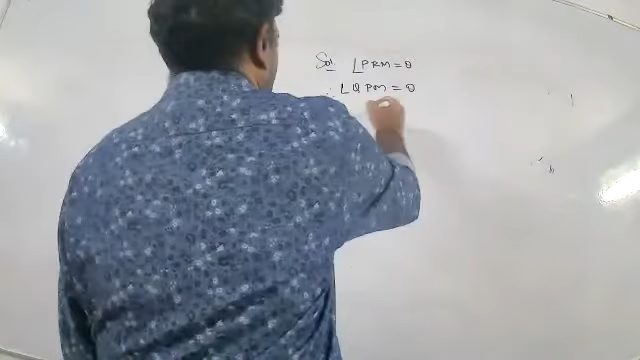 Sol. ∠PRM = θ
∴ ∠QPM = θ